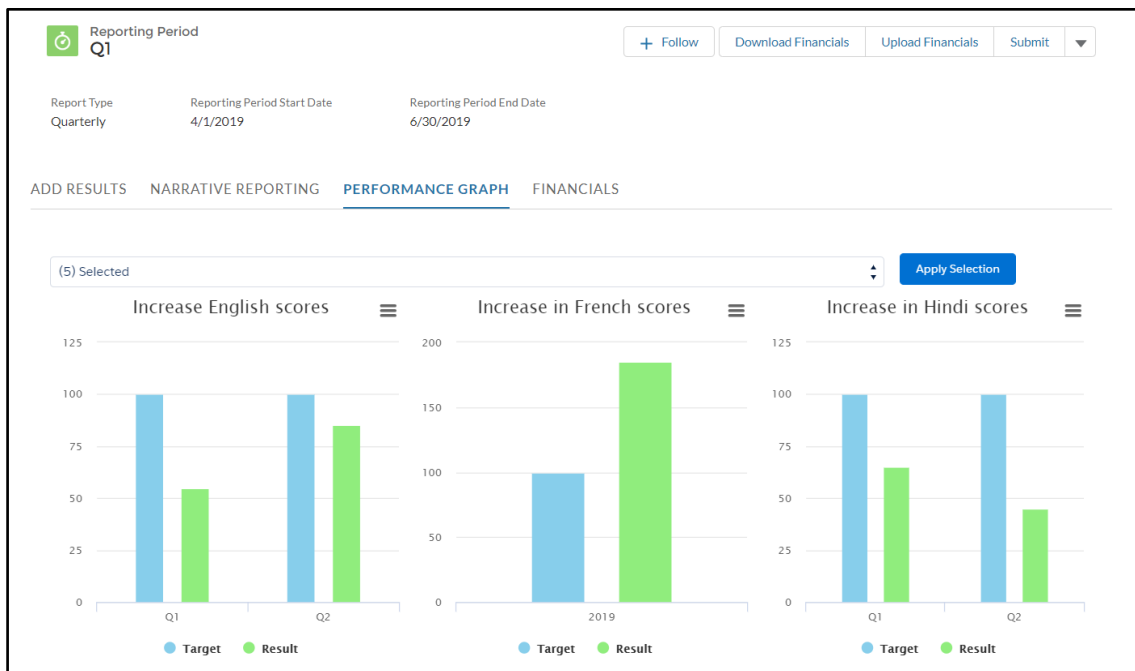 Reporting Period
Q1
+ Follow
Download Financials
Upload Financials
Submit
Report Type
Reporting Period Start Date
Reporting Period End Date
Quarterly
4/1/2019
6/30/2019
ADD RESULTS
NARRATIVE REPORTING
PERFORMANCE GRAPH
FINANCIALS
(5) Selected
Apply Selection
Increase English scores
125
100
75
50
25
0
Q1
Q2
Target
Result
Increase in French scores
200
150
100
50
0
2019
Target
Result
Increase in Hindi scores
125
100
75
50
25
0
Q1
Q2
Target
Result